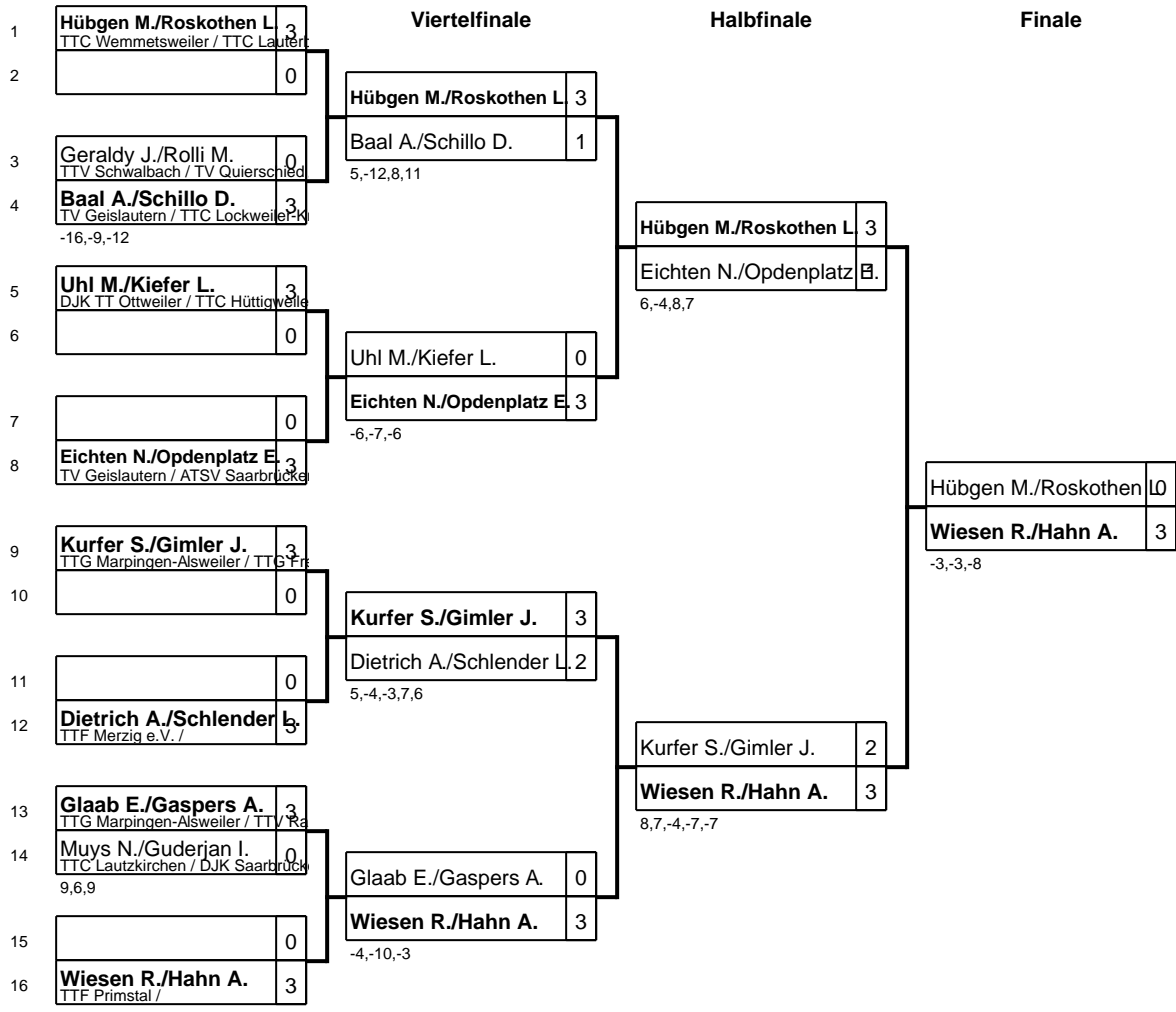 Viertelfinale Halbfinale Finale
1 Hübgen M./Roskothen L. 3
TTC Wemmetsweiler / TTC Lauterb
2 0
3 Geraldy J./Rolli M. 0
TTV Schwalbach / TV Quierschied
4 Baal A./Schillo D. 3
TV Geislautern / TTC Lockweiler-K
-16,-9,-12
5 Uhl M./Kiefer L. 3
DJK TT Ottweiler / TTC Hüttigweile
6 0
7 0
8 Eichten N./Opdenplatz E. 3
TV Geislautern / ATSV Saarbrücken
9 Kurfer S./Gimler J. 3
TTG Marpingen-Alsweiler / TTG Fre
10 0
11 0
12 Dietrich A./Schlender L. 3
TTF Merzig e.V. /
13 Glaab E./Gaspers A. 3
TTG Marpingen-Alsweiler / TTV Ra
14 Muys N./Guderjan I. 0
TTC Lautzkirchen / DJK Saarbrück
9,6,9
15 0
16 Wiesen R./Hahn A. 3
TTF Primstal /
Hübgen M./Roskothen L. 3
Baal A./Schillo D. 1
5,-12,8,11
Uhl M./Kiefer L. 0
Eichten N./Opdenplatz E. 3
-6,-7,-6
Kurfer S./Gimler J. 3
Dietrich A./Schlender L. 2
5,-4,-3,7,6
Glaab E./Gaspers A. 0
Wiesen R./Hahn A. 3
-4,-10,-3
Hübgen M./Roskothen L. 3
Eichten N./Opdenplatz E. 1
6,-4,8,7
Kurfer S./Gimler J. 2
Wiesen R./Hahn A. 3
8,7,-4,-7,-7
Hübgen M./Roskothen L. 0
Wiesen R./Hahn A. 3
-3,-3,-8